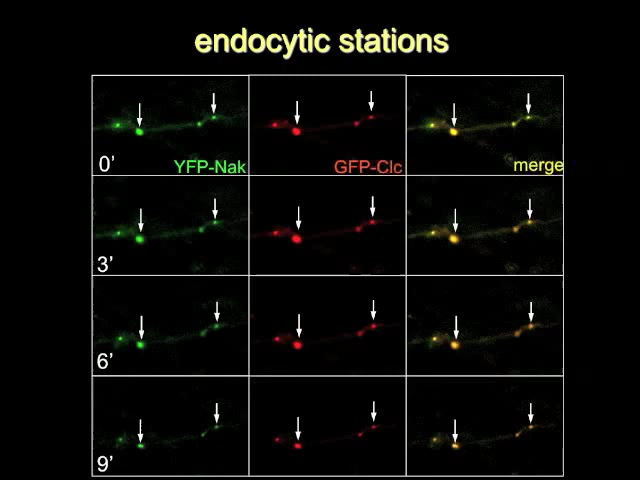 endocytic stations
0’
YFP-Nak
GFP-Clc
merge
3’
6’
9’